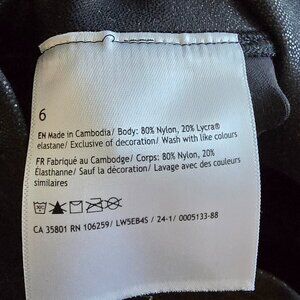 6
EN Made in Cambodia/ Body: 80% Nylon, 20% Lycra®
elastane/ Exclusive of decoration/ Wash with like colours
FR Fabriqué au Cambodge/ Corps: 80% Nylon, 20%
Élasthanne/ Sauf la décoration/ Lavage avec des couleurs
similaires
CA 35801 RN 106259/ LW5EB4S / 24-1/ 0005133-88